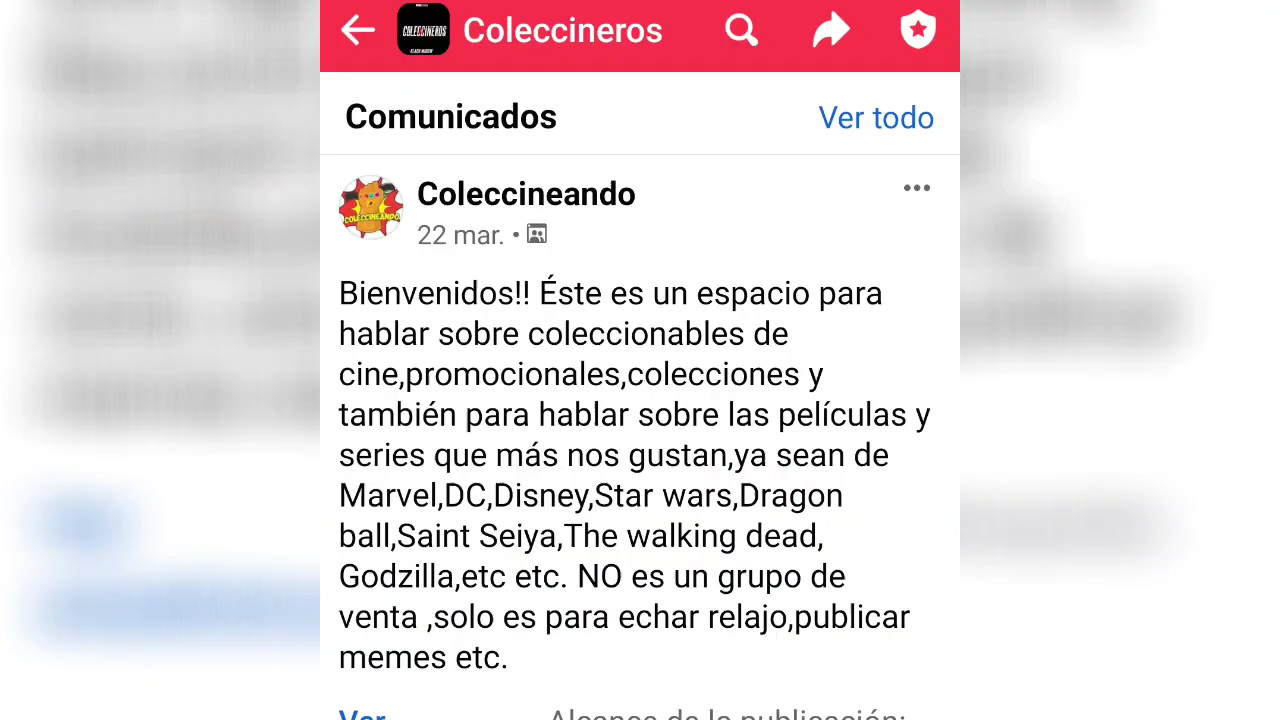 COLECCINEROS
Coleccineros
Comunicados
Ver todo
COLECCINEANDO
Coleccineando
22 mar. •
Bienvenidos!! Éste es un espacio para
hablar sobre coleccionables de
cine,promocionales,colecciones y
también para hablar sobre las películas y
series que más nos gustan,ya sean de
Marvel,DC,Disney,Star wars,Dragon
ball,Saint Seiya,The walking dead,
Godzilla,etc etc. NO es un grupo de
venta ,solo es para echar relajo,publicar
memes etc.
Ver
Alcance de la publicación: